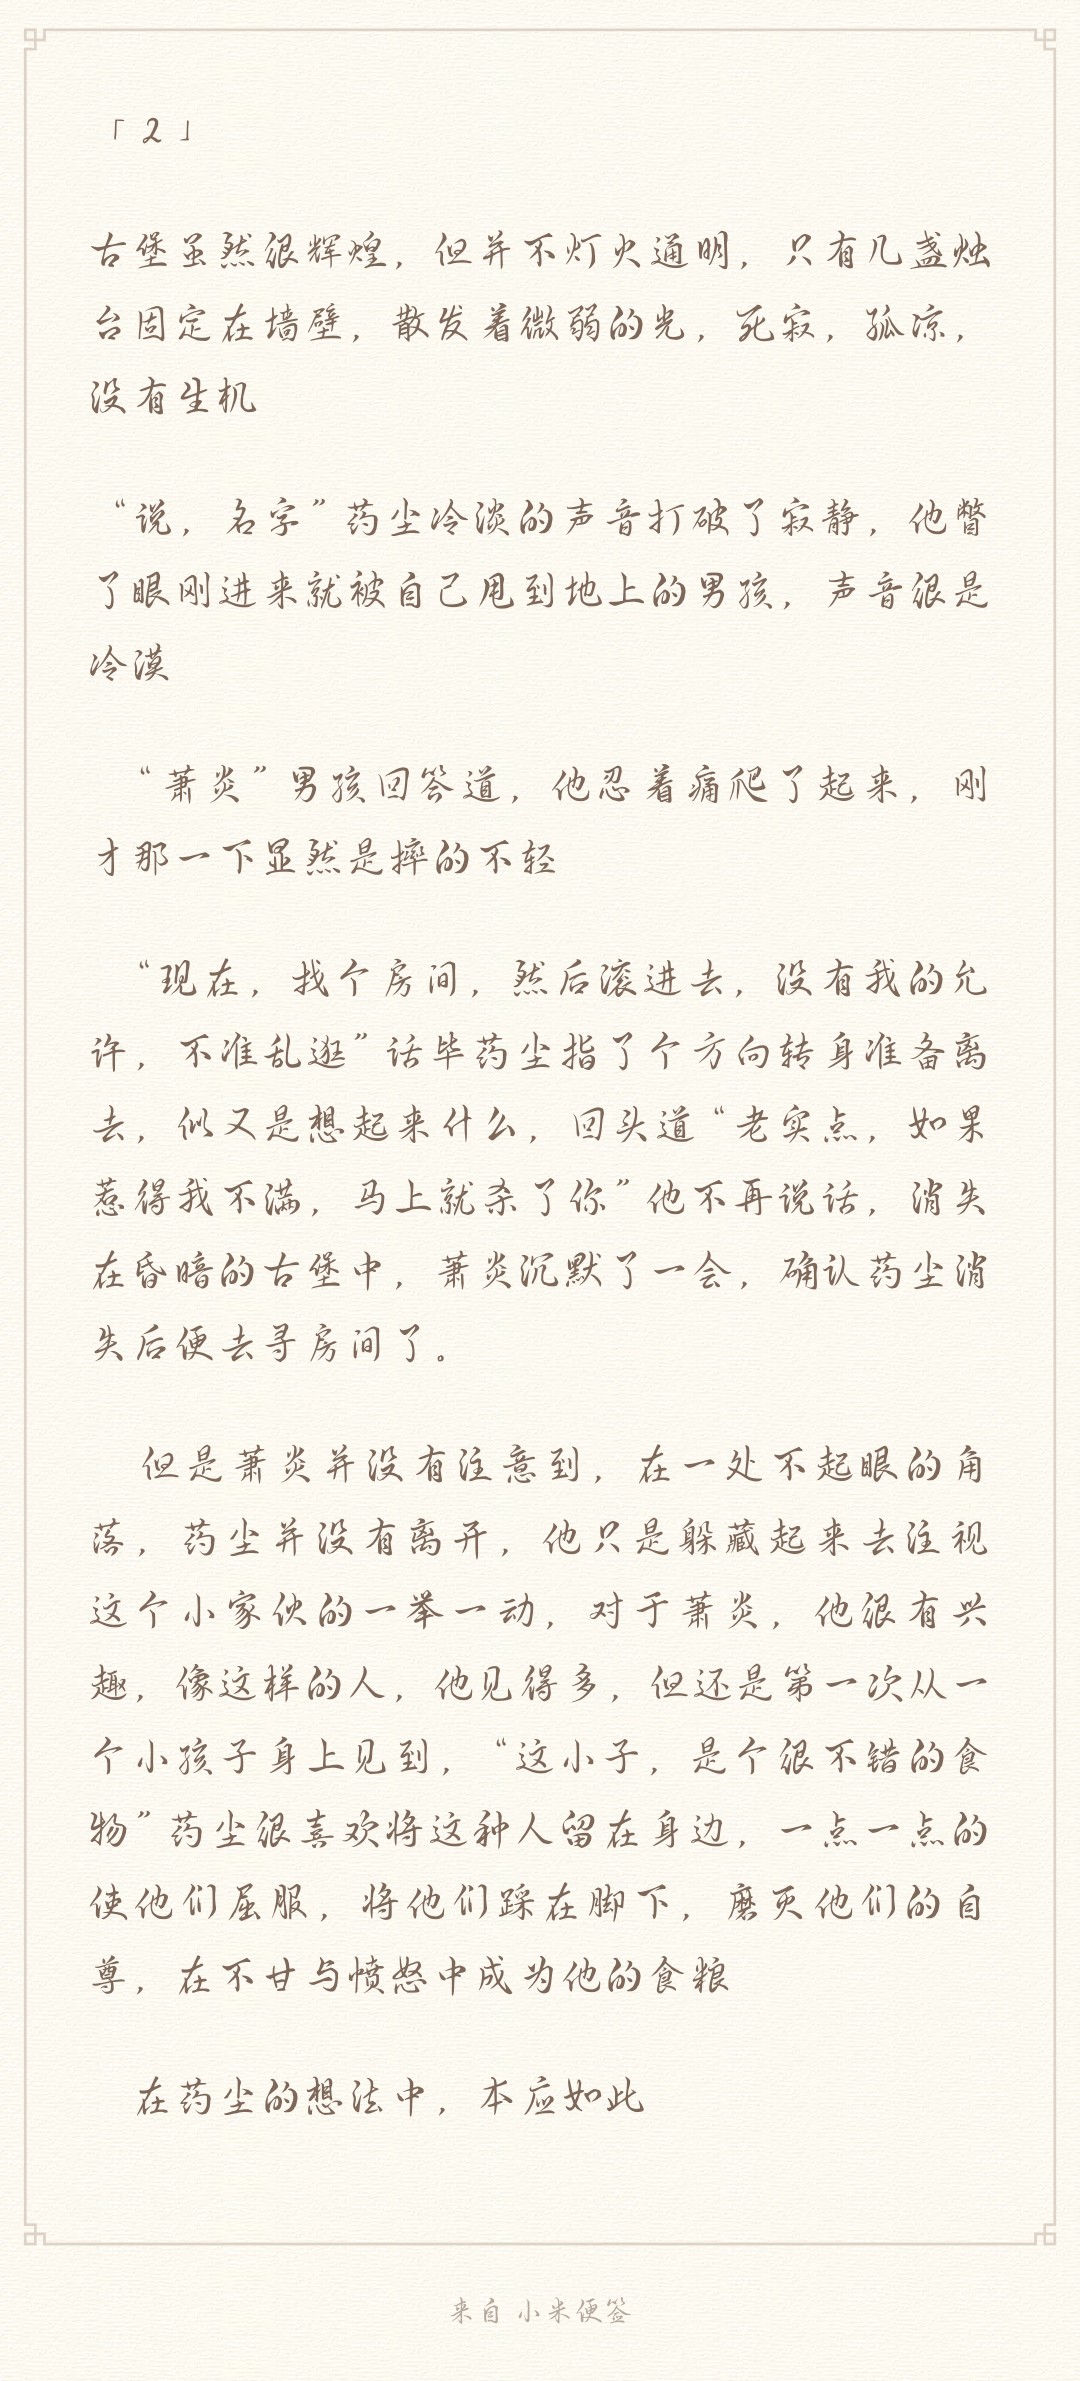 「2」
古堡虽然很辉煌，但并不灯火通明，只有几盏烛
台固定在墙壁，散发着微弱的光，死寂，孤凉，
没有生机
“说，名字”药尘冷淡的声音打破了寂静，他瞥
了眼刚进来就被自己甩到地上的男孩，声音很是
冷漠
“萧炎”男孩回答道，他忍着痛爬了起来，刚
才那一下显然是摔的不轻
“现在，找个房间，然后滚进去，没有我的允
许，不准乱逛”话毕药尘指了个方向转身准备离
去，似又是想起来什么，回头道“老实点，如果
惹得我不满，马上就杀了你”他不再说话，消失
在昏暗的古堡中，萧炎沉默了一会，确认药尘消
失后便去寻房间了。
但是萧炎并没有注意到，在一处不起眼的角
落，药尘并没有离开，他只是躲藏起来去注视
这个小家伙的一举一动，对于萧炎，他很有兴
趣，像这样的人，他见得多，但还是第一次从一
个小孩子身上见到，“这小子，是个很不错的食
物”药尘很喜欢将这种人留在身边，一点一点的
使他们屈服，将他们踩在脚下，磨灭他们的自
尊，在不甘与愤怒中成为他的食粮
在药尘的想法中，本应如此
来自 小米便签